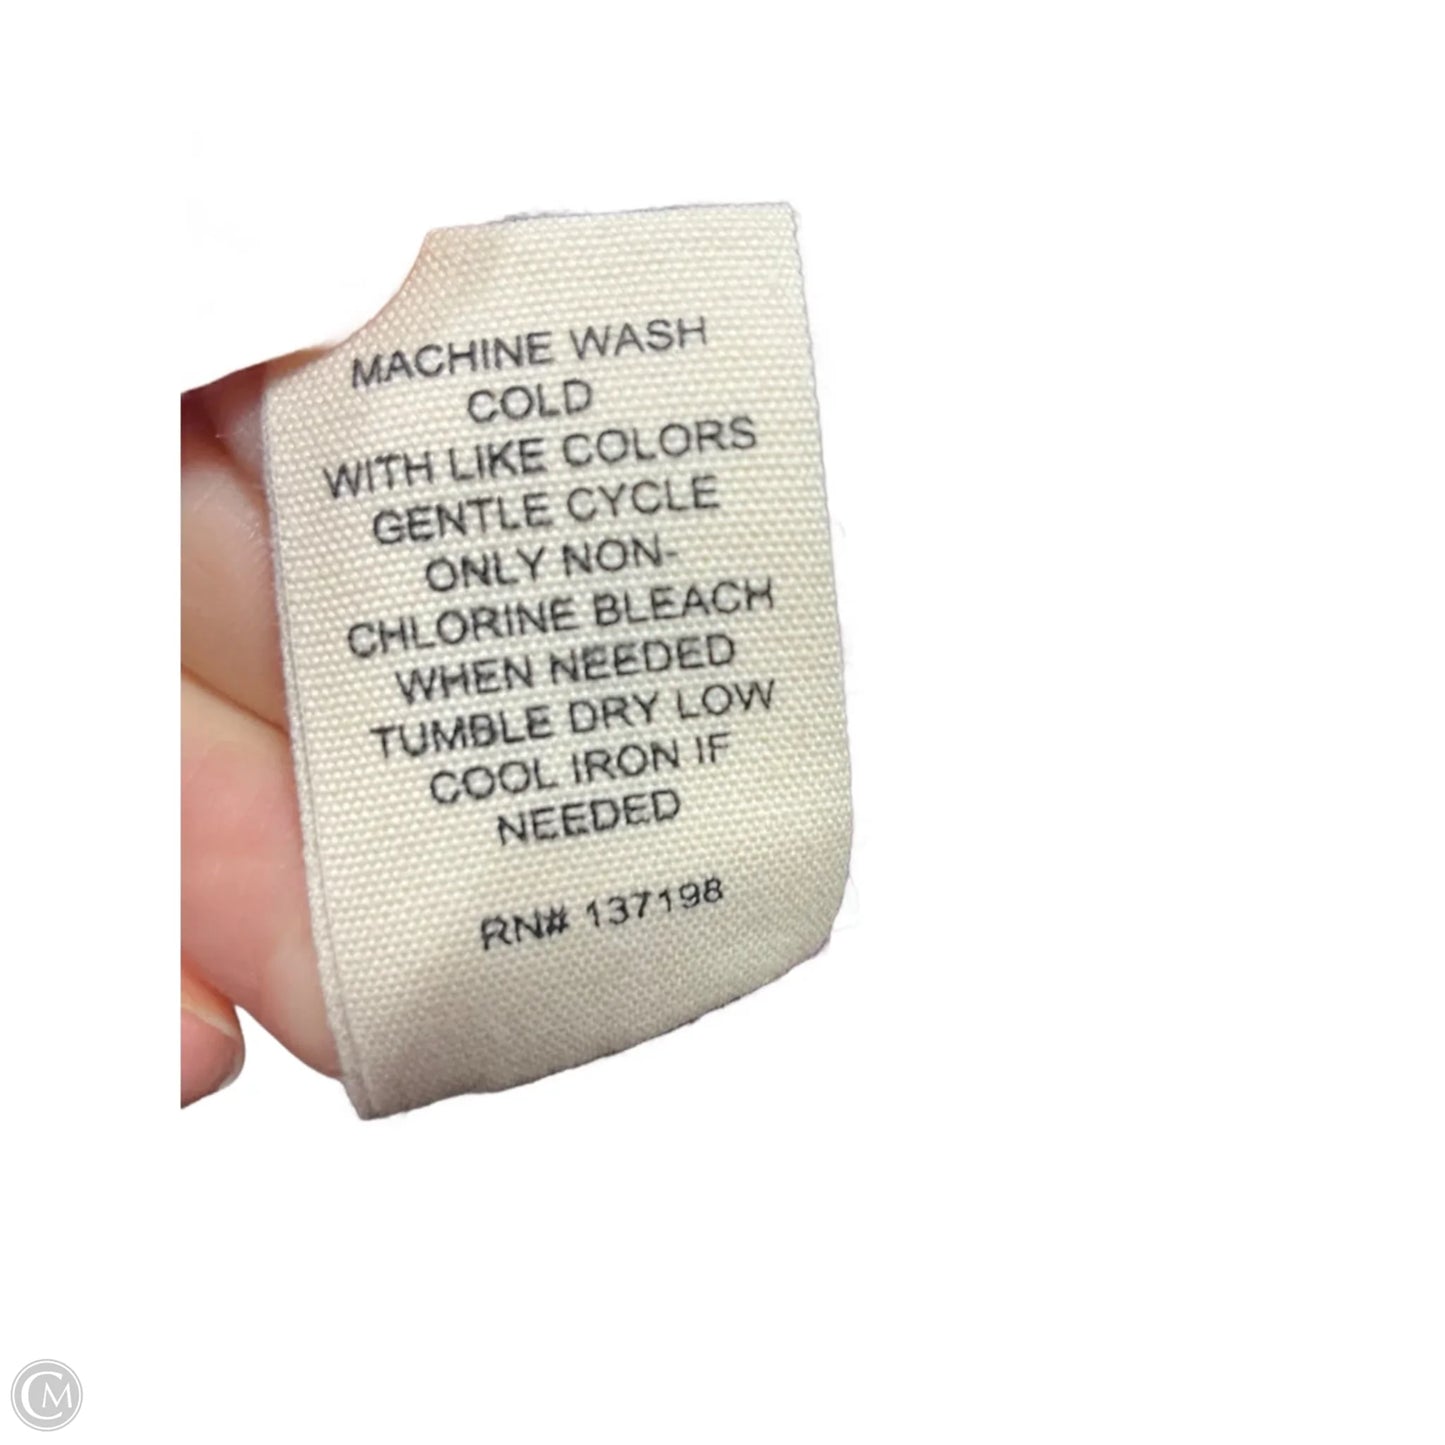 MACHINE WASH
COLD
WITH LIKE COLORS
GENTLE CYCLE
ONLY NON-
CHLORINE BLEACH
WHEN NEEDED
TUMBLE DRY LOW
COOL IRON IF
NEEDED
RN# 137198
CM